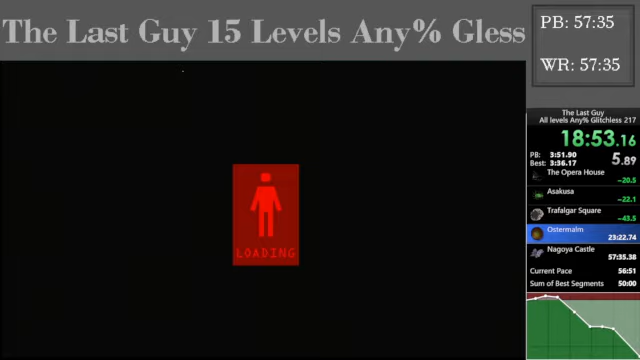 The Last Guy 15 Levels Any% Gless
PB: 57:35
WR: 57:35
The Last Guy
All levels Any% Glitchless 217
18:53.16
PB: 3:51.90
Best: 3:36.17
5.89
The Opera House
-20.5
Asakusa
-22.1
Trafalgar Square
-43.5
Ostermalm
23:22.74
Nagoya Castle
57:35.38
Current Pace 56:51
Sum of Best Segments 50:00
LOADING